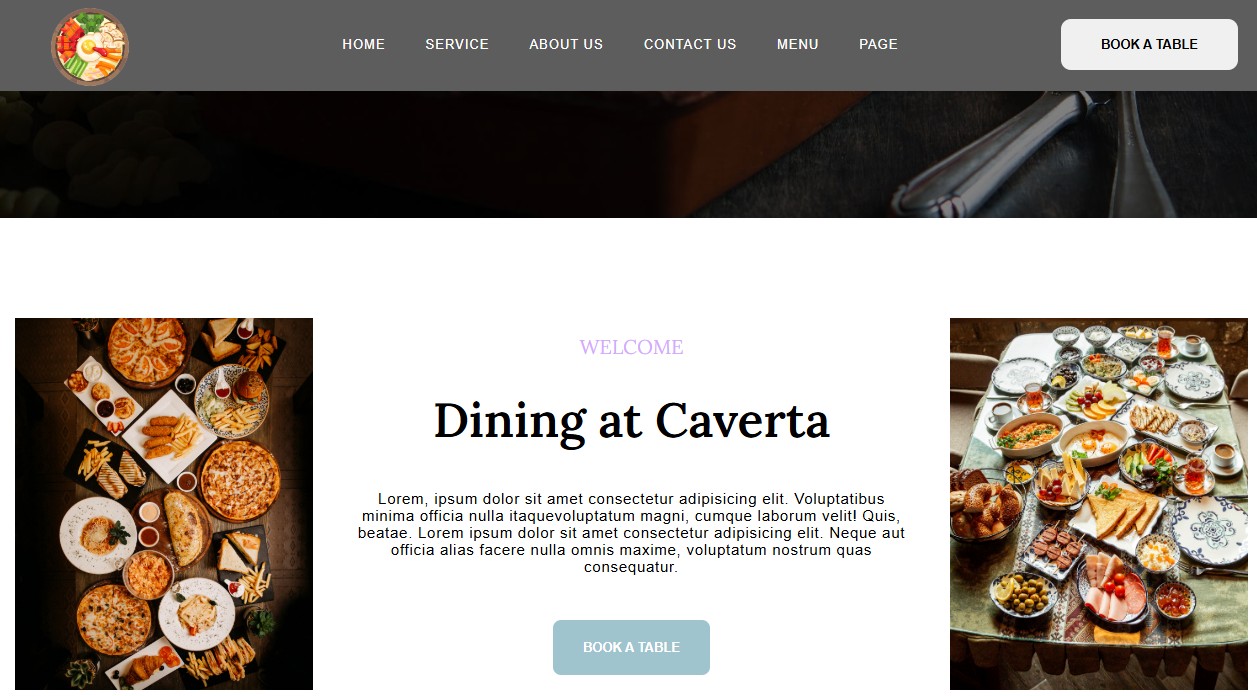 HOME SERVICE ABOUT US CONTACT US MENU PAGE BOOK A TABLE
WELCOME
Dining at Caverta
Lorem, ipsum dolor sit amet consectetur adipisicing elit. Voluptatibus
minima officia nulla itaquevoluptatum magni, cumque laborum velit! Quis,
beatae. Lorem ipsum dolor sit amet consectetur adipisicing elit. Neque aut
officia alias facere nulla omnis maxime, voluptatum nostrum quas
consequatur.
BOOK A TABLE